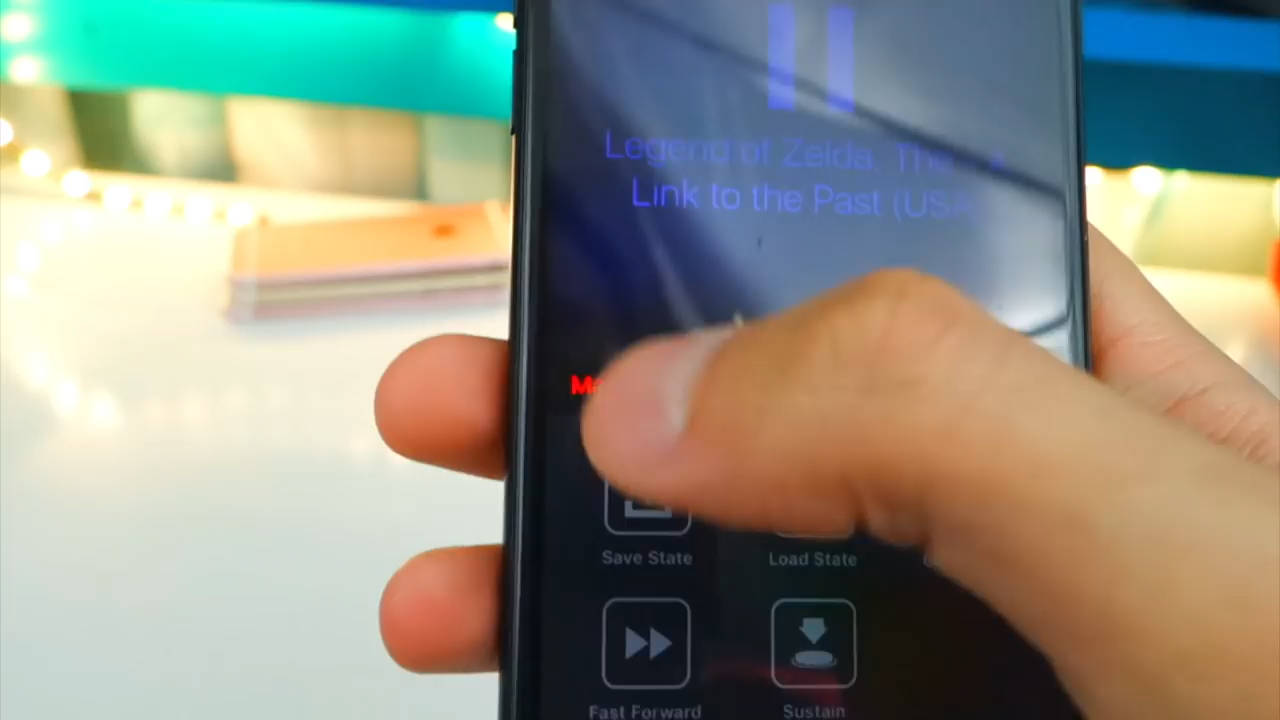 Legend of Zelda, The
Link to the Past (USA
Save State
Load State
Fast Forward
Sustain